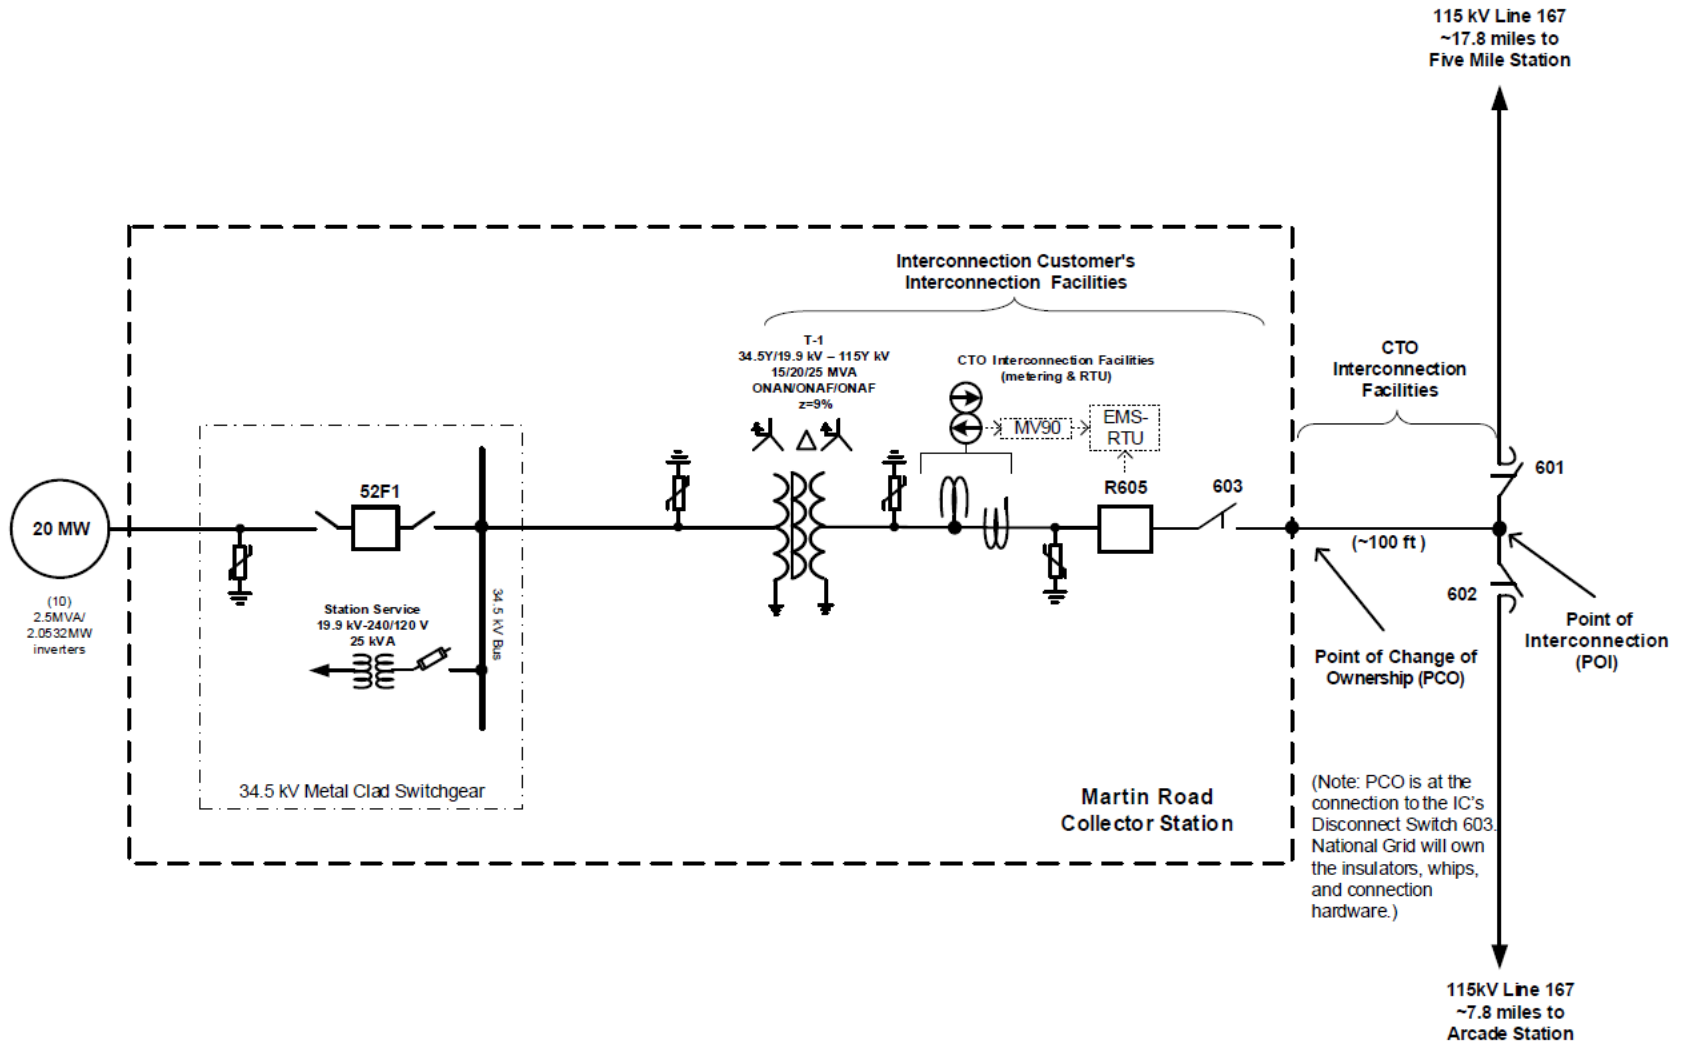 115 kV Line 167
~17.8 miles to
Five Mile Station
Interconnection Customer's
Interconnection Facilities
T-1
34.5Y/19.9 kV – 115Y kV
15/20/25 MVA
ONAN/ONAF/ONAF
z=9%
CTO Interconnection Facilities
(metering & RTU)
MV90
EMS-
RTU
CTO
Interconnection
Facilities
601
52F1
R605
603
20 MW
(~100 ft )
602
(10)
2.5MVA/
2.0532MW
inverters
Station Service
19.9 kV-240/120 V
25 kVA
34.5 kV Bus
Point of
Interconnection
(POI)
Point of Change of
Ownership (PCO)
34.5 kV Metal Clad Switchgear
Martin Road
Collector Station
(Note: PCO is at the
connection to the IC's
Disconnect Switch 603.
National Grid will own
the insulators, whips,
and connection
hardware.)
115kV Line 167
~7.8 miles to
Arcade Station